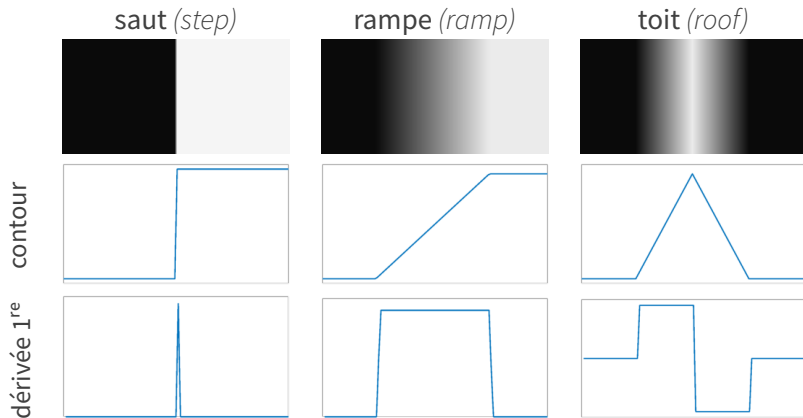 saut (step)
rampe (ramp)
toit (roof)
contour
dérivée 1re